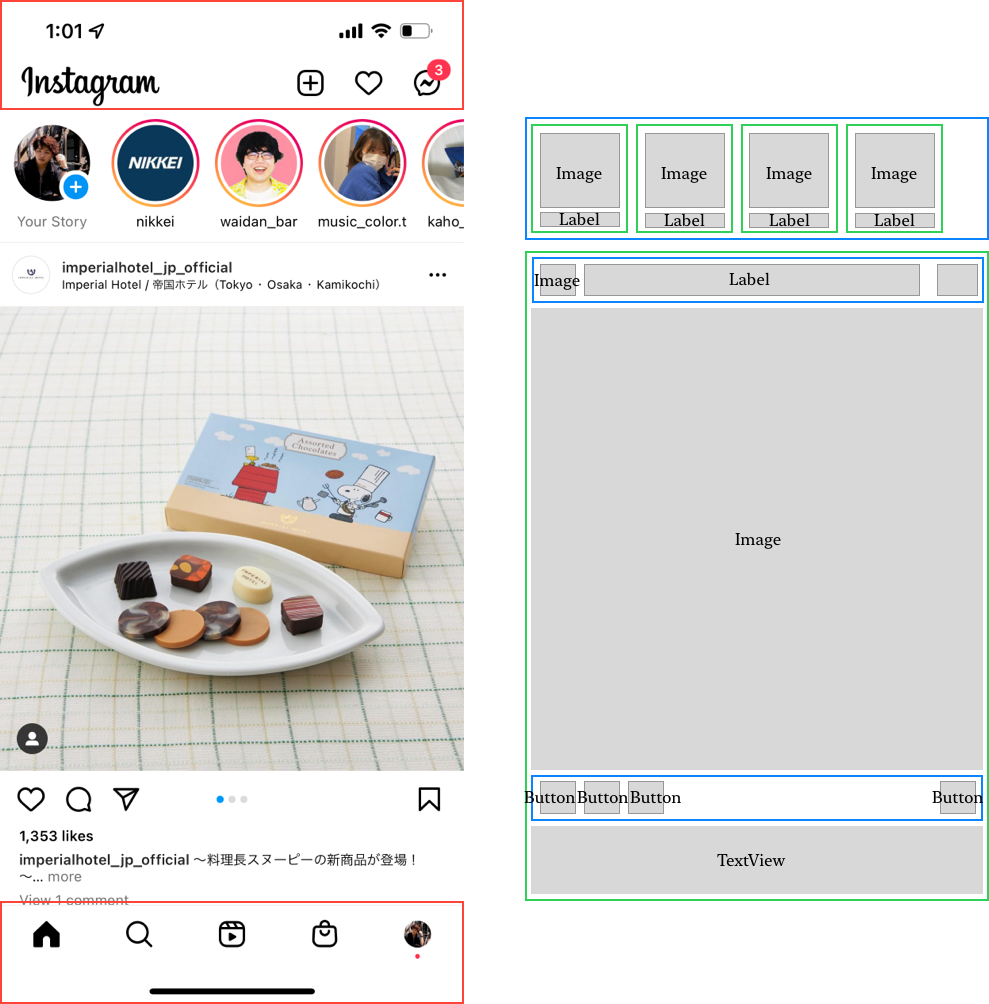 1:01
Instagram
3
NIKKEI
Your Story
nikkei
waidan_bar
music_color.t
kaho_
imperialhotel_jp_official
Imperial Hotel / 帝国ホテル（Tokyo・Osaka・Kamikochi）
Assorted
Chocolates
IMPERIAL
HOTEL
1,353 likes
imperialhotel_jp_official 〜料理長スヌーピーの新商品が登場！
〜... more
View 1 comment
Image Image Image Image
Label Label Label Label
Image Label
Image
Button Button Button Button
TextView